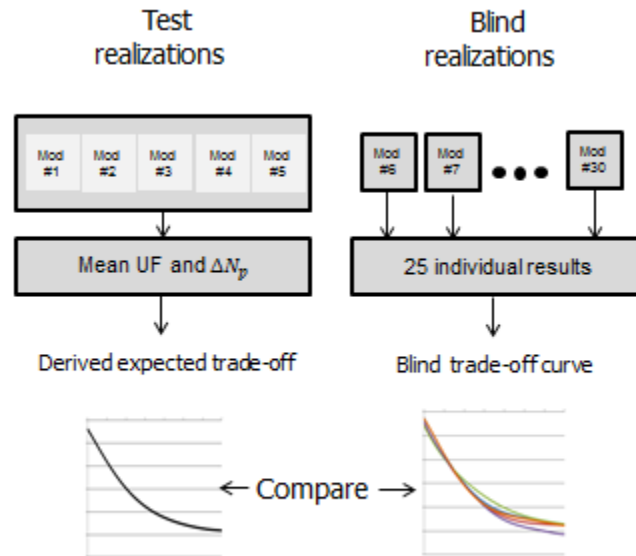 Test
realizations
Blind
realizations
Mod
#1
Mod
#2
Mod
#3
Mod
#4
Mod
#5
Mod
#6
Mod
#7
Mod
#30
Mean UF and ΔNₚ
25 individual results
Derived expected trade-off
Blind trade-off curve
Compare